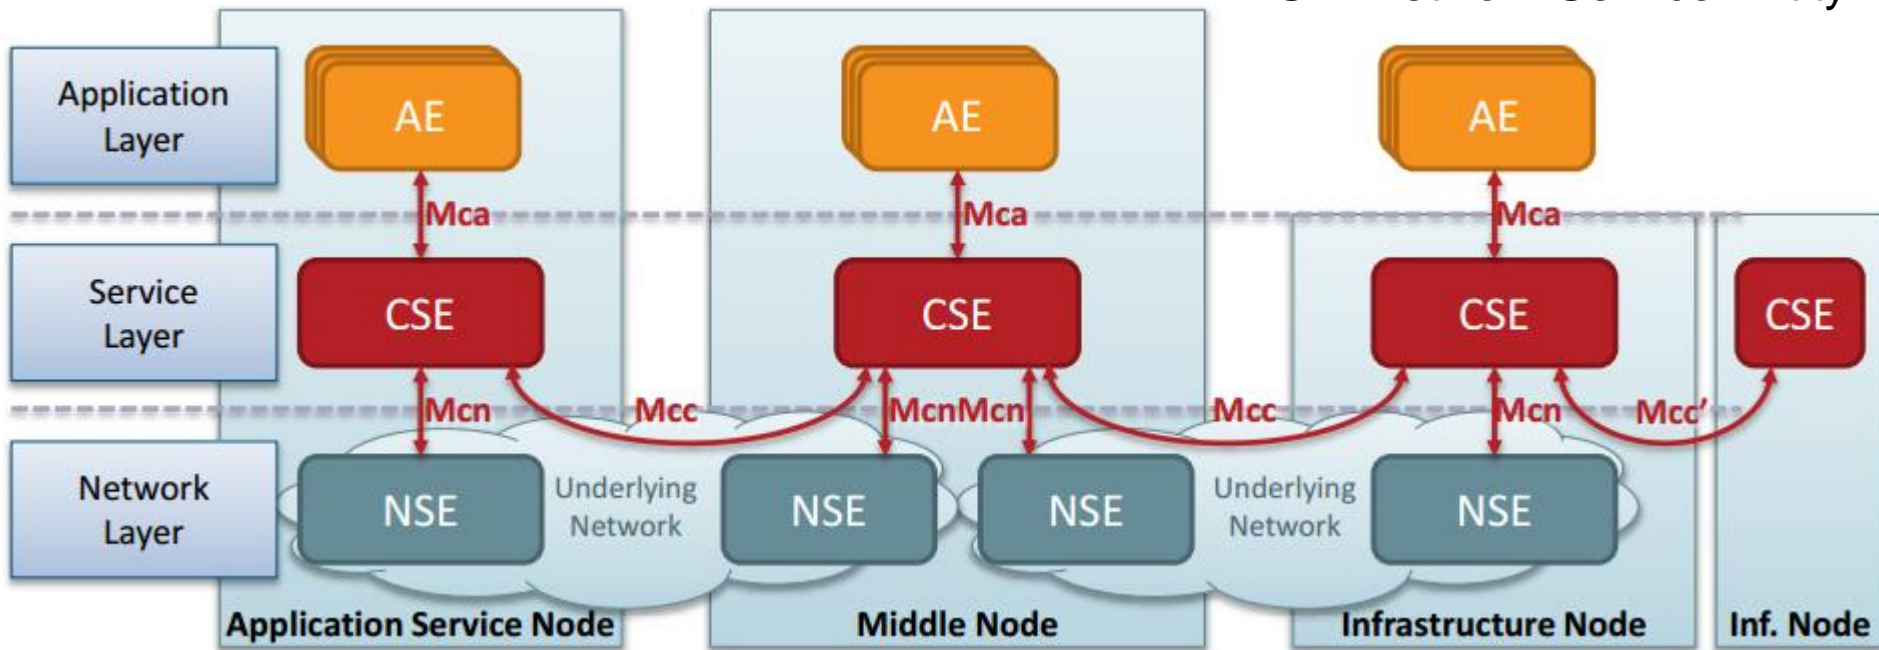 Application
Layer
AE
AE
AE
Mca
Mca
Mca
Service
Layer
CSE
CSE
CSE
CSE
Mcn
Mcc
Mcn
Mcn
Mcc
Mcn
Mcc’
Network
Layer
NSE
Underlying
Network
NSE
NSE
Underlying
Network
NSE
Application Service Node
Middle Node
Infrastructure Node
Inf. Node